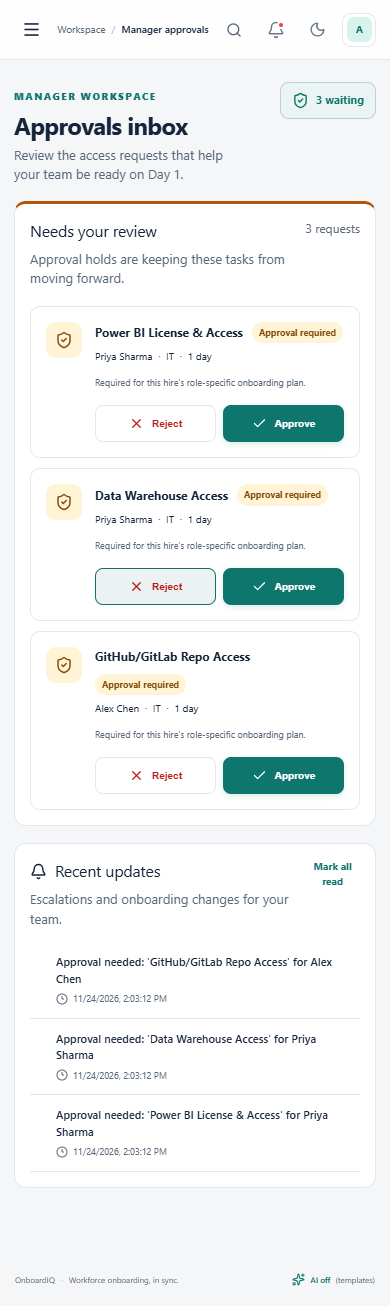 Workspace / Manager approvals
A
MANAGER WORKSPACE
3 waiting
Approvals inbox
Review the access requests that help
your team be ready on Day 1.
Needs your review
3 requests
Approval holds are keeping these tasks from
moving forward.
Power BI License & Access
Approval required
Priya Sharma · IT · 1 day
Required for this hire's role-specific onboarding plan.
Reject
Approve
Data Warehouse Access
Approval required
Priya Sharma · IT · 1 day
Required for this hire's role-specific onboarding plan.
Reject
Approve
GitHub/GitLab Repo Access
Approval required
Alex Chen · IT · 1 day
Required for this hire's role-specific onboarding plan.
Reject
Approve
Recent updates
Mark all
read
Escalations and onboarding changes for your
team.
Approval needed: 'GitHub/GitLab Repo Access' for Alex
Chen
11/24/2026, 2:03:12 PM
Approval needed: 'Data Warehouse Access' for Priya
Sharma
11/24/2026, 2:03:12 PM
Approval needed: 'Power BI License & Access' for Priya
Sharma
11/24/2026, 2:03:12 PM
OnboardIQ · Workforce onboarding, in sync.
AI off (templates)